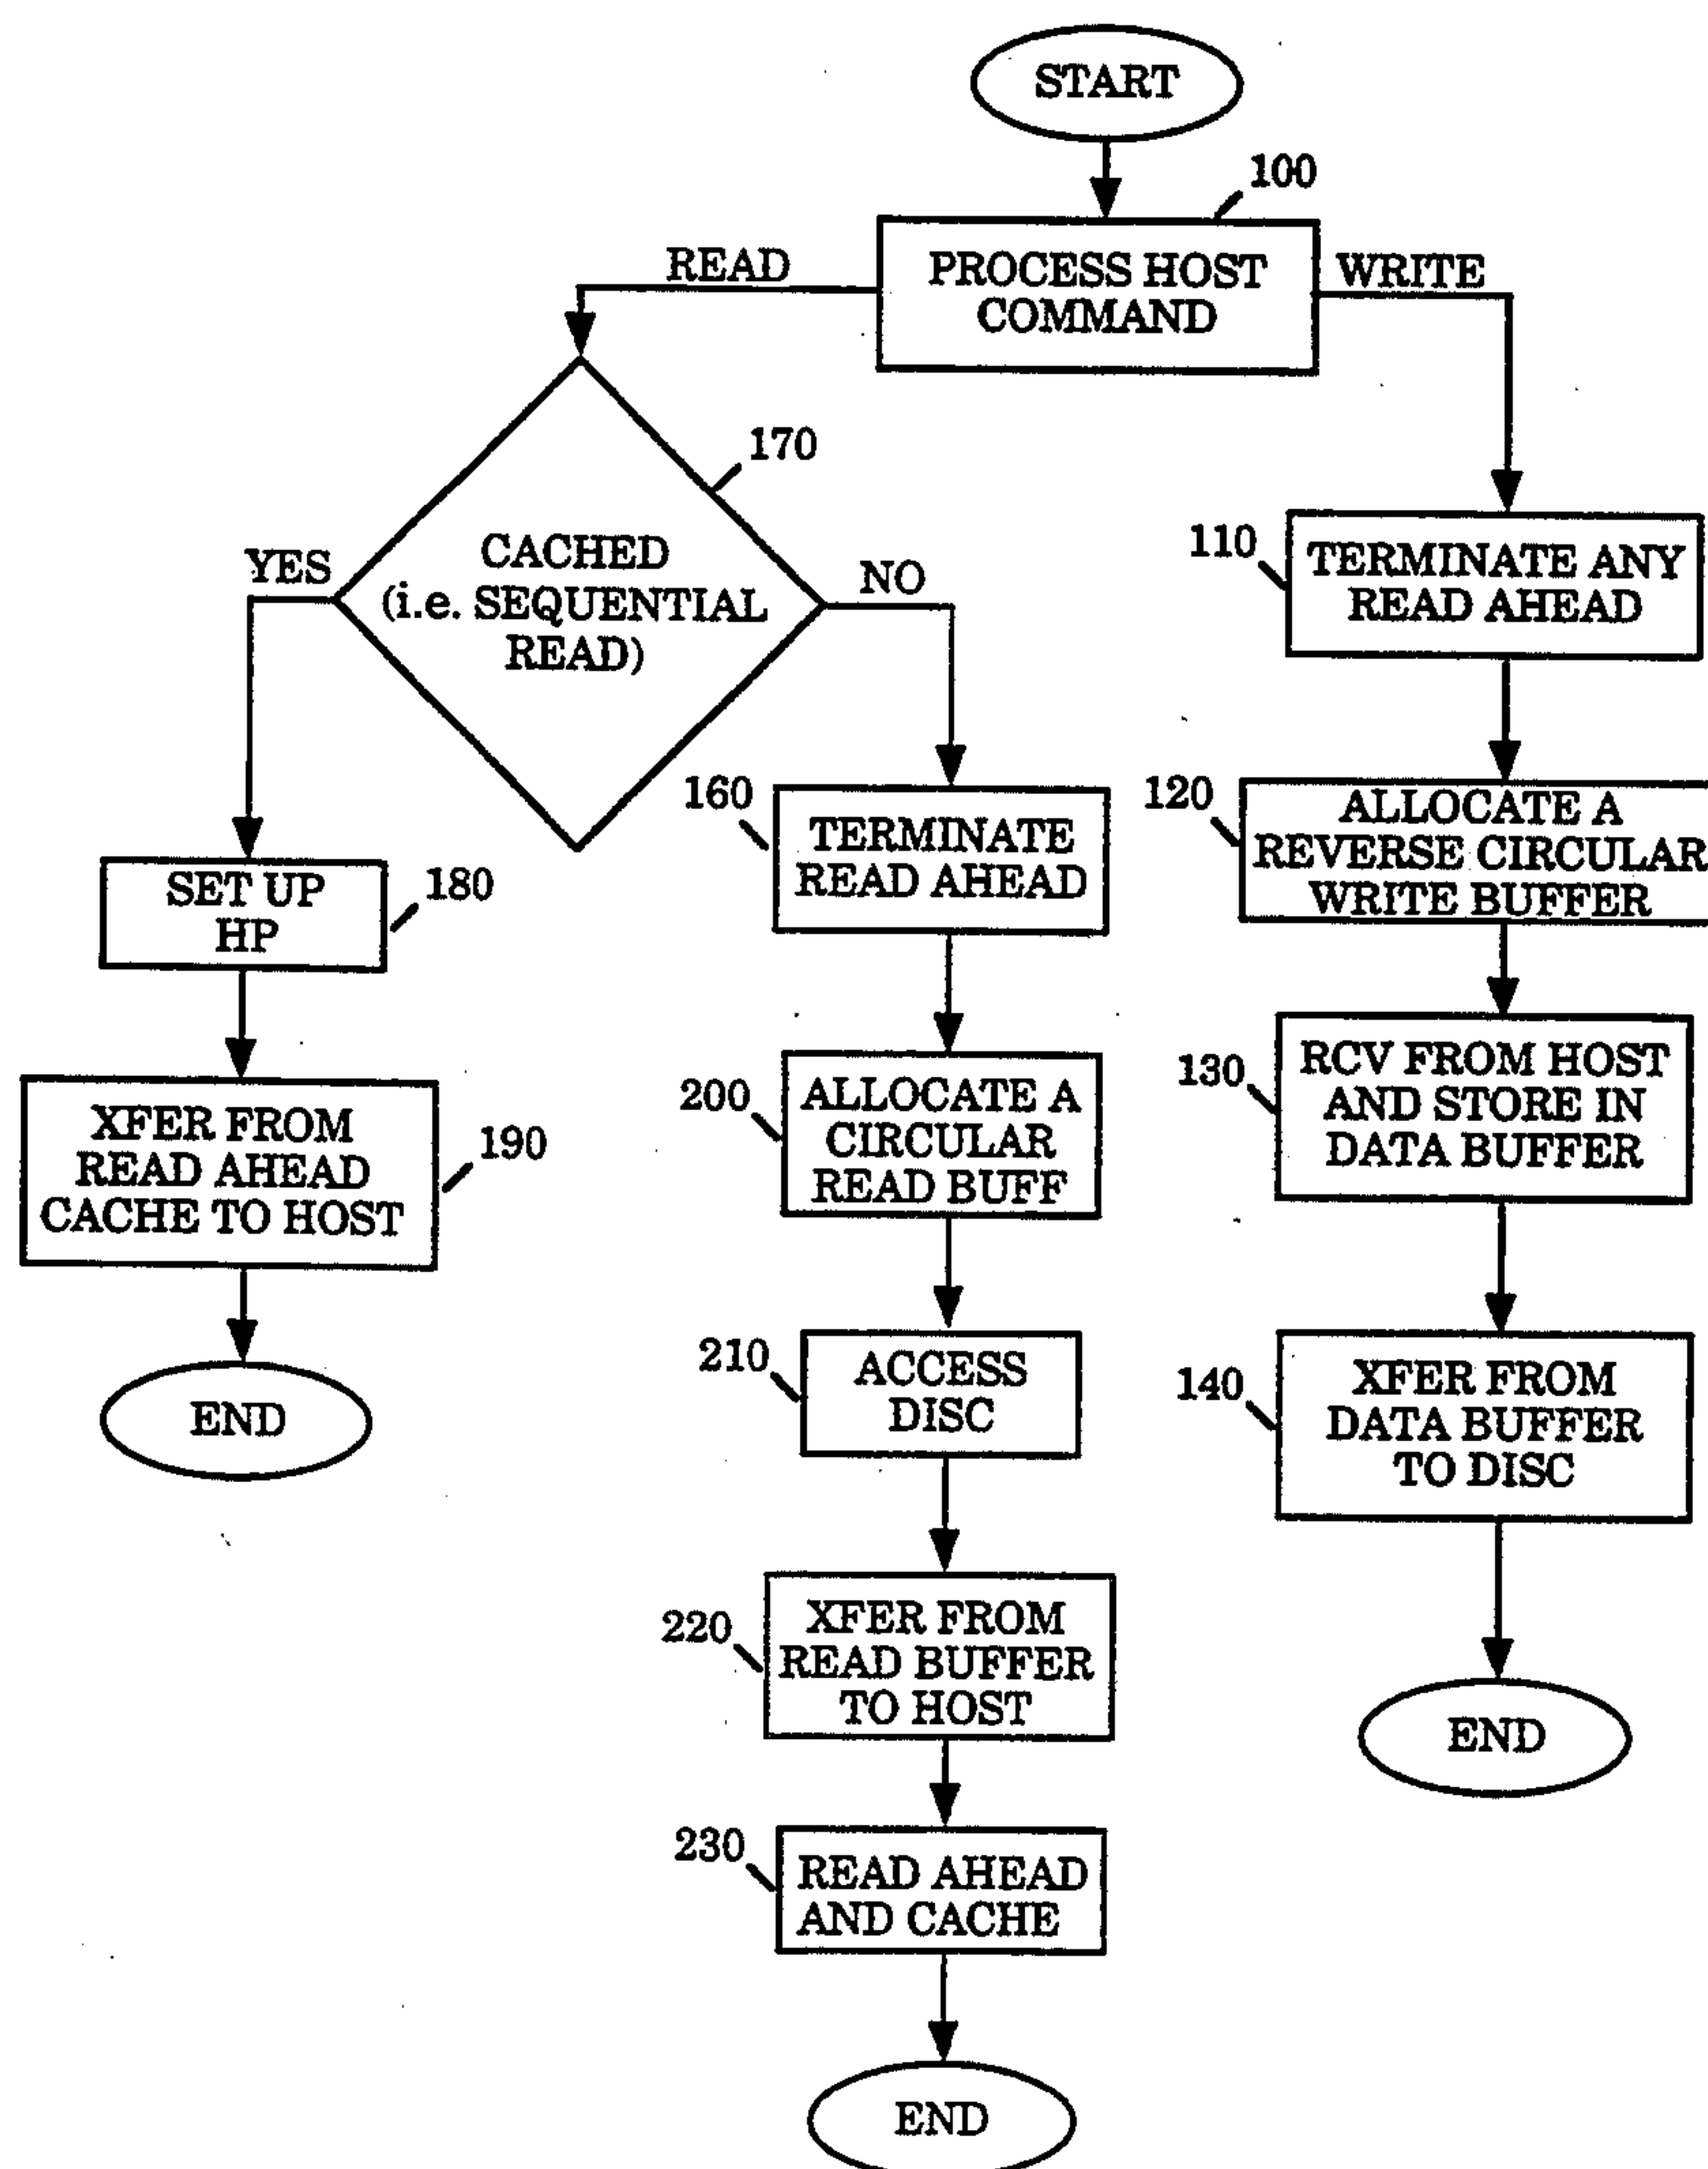 START
100
PROCESS HOST
COMMAND
READ
WRITE
170
CACHED
(i.e. SEQUENTIAL
READ)
YES
NO
110
TERMINATE ANY
READ AHEAD
160
TERMINATE
READ AHEAD
120
ALLOCATE A
REVERSE CIRCULAR
WRITE BUFFER
SET UP
HP
180
130
RCV FROM HOST
AND STORE IN
DATA BUFFER
200
ALLOCATE A
CIRCULAR
READ BUFF
XFER FROM
READ AHEAD
CACHE TO HOST
190
210
ACCESS
DISC
140
XFER FROM
DATA BUFFER
TO DISC
END
220
XFER FROM
READ BUFFER
TO HOST
END
230
READ AHEAD
AND CACHE
END